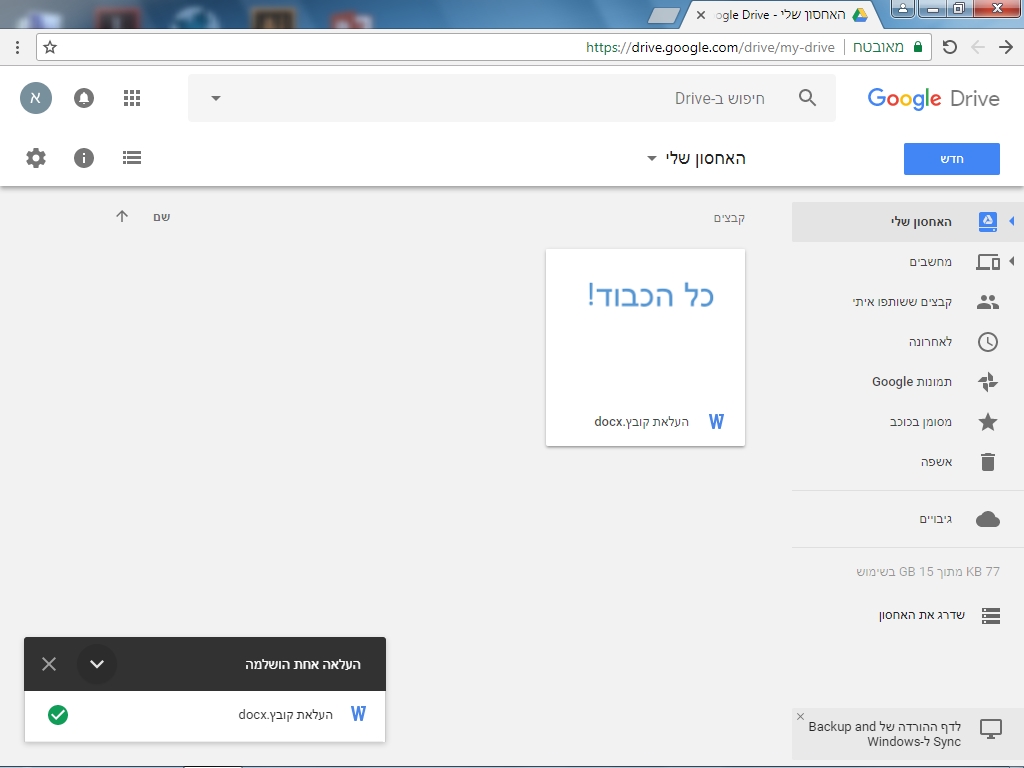 האחסון שלי - ogle Drive
https://drive.google.com/drive/my-drive
מאובטח
Google Drive
חיפוש ב-Drive
א
חדש
האחסון שלי
קבצים
שם
האחסון שלי
מחשבים
קבצים ששותפו איתי
לאחרונה
תמונות Google
מסומן בכוכב
אשפה
גיבויים
77 KB מתוך 15 GB בשימוש
שדרג את האחסון
לדף ההורדה של Backup and
Sync ל-Windows
כל הכבוד!
W
העלאת קובץ.docx
העלאה אחת הושלמה
W
העלאת קובץ.docx